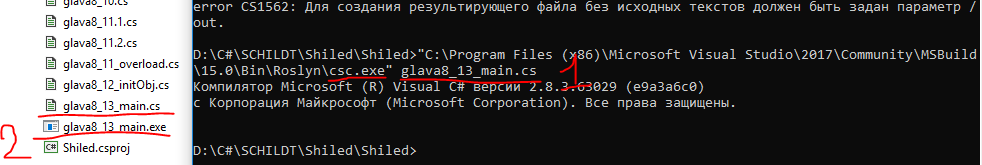 glava8_10.cs
glava8_11.1.cs
glava8_11.2.cs
glava8_11_overload.cs
glava8_12_initObj.cs
glava8_13_main.cs
glava8_13_main.exe
Shiled.csproj
2
error CS1562: Для создания результирующего файла без исходных текстов должен быть задан параметр /
out.
D:\C#\SCHILDT\Shiled\Shiled>"C:\Program Files (x86)\Microsoft Visual Studio\2017\Community\MSBuild
\15.0\Bin\Roslyn\csc.exe" glava8_13_main.cs
1
Компилятор Microsoft (R) Visual C# версии 2.8.3.63029 (e9a3a6c0)
с Корпорация Майкрософт (Microsoft Corporation). Все права защищены.
D:\C#\SCHILDT\Shiled\Shiled>